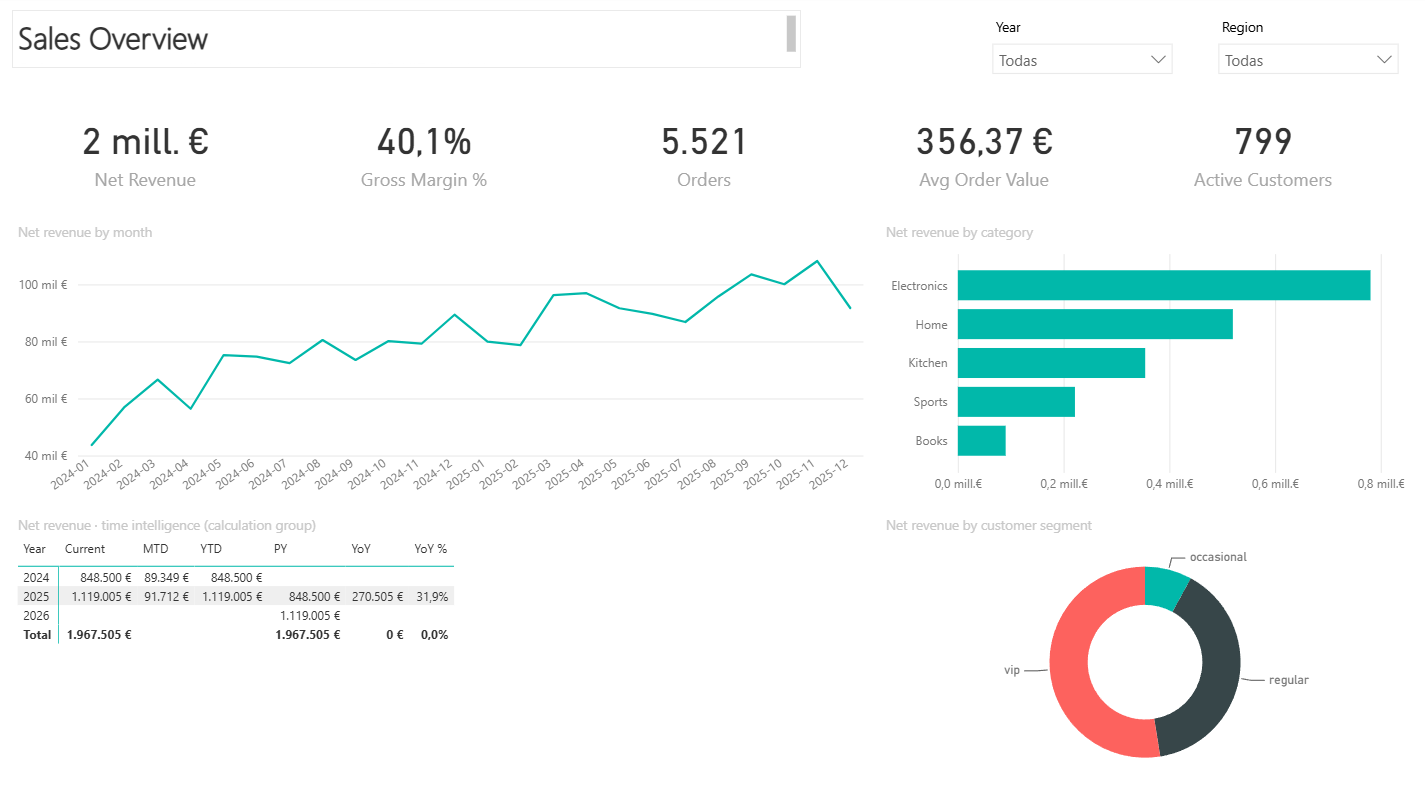 Sales Overview
Year
Region
Todas
Todas
2 mill. €
Net Revenue
40,1%
Gross Margin %
5.521
Orders
356,37 €
Avg Order Value
799
Active Customers
Net revenue by month
100 mil €
80 mil €
60 mil €
40 mil €
2024-01
2024-02
2024-03
2024-04
2024-05
2024-06
2024-07
2024-08
2024-09
2024-10
2024-11
2024-12
2025-01
2025-02
2025-03
2025-04
2025-05
2025-06
2025-07
2025-08
2025-09
2025-10
2025-11
2025-12
Net revenue by category
Electronics
Home
Kitchen
Sports
Books
0,0 mill.€ 0,2 mill.€ 0,4 mill.€ 0,6 mill.€ 0,8 mill.€
Net revenue · time intelligence (calculation group)
Year Current MTD YTD PY YoY YoY %
2024 848.500 € 89.349 € 848.500 €
2025 1.119.005 € 91.712 € 1.119.005 € 848.500 € 270.505 € 31,9%
2026 1.119.005 €
Total 1.967.505 € 1.967.505 € 0 € 0,0%
Net revenue by customer segment
occasional
vip
regular